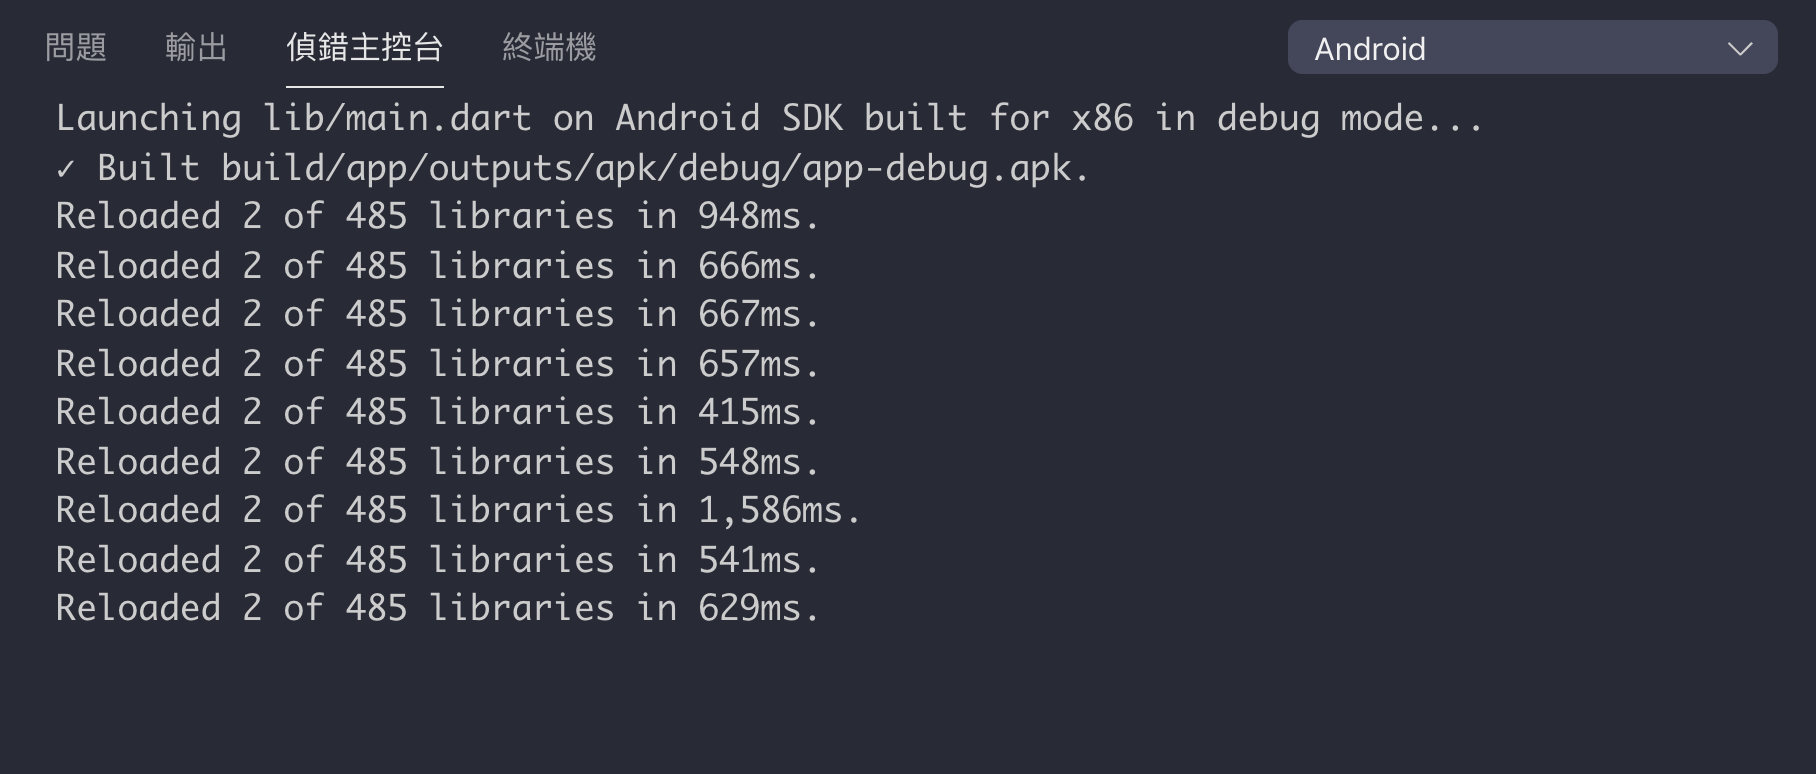 問題 輸出 偵錯主控台 終端機 Android
Launching lib/main.dart on Android SDK built for x86 in debug mode...
✓ Built build/app/outputs/apk/debug/app-debug.apk.
Reloaded 2 of 485 libraries in 948ms.
Reloaded 2 of 485 libraries in 666ms.
Reloaded 2 of 485 libraries in 667ms.
Reloaded 2 of 485 libraries in 657ms.
Reloaded 2 of 485 libraries in 415ms.
Reloaded 2 of 485 libraries in 548ms.
Reloaded 2 of 485 libraries in 1,586ms.
Reloaded 2 of 485 libraries in 541ms.
Reloaded 2 of 485 libraries in 629ms.